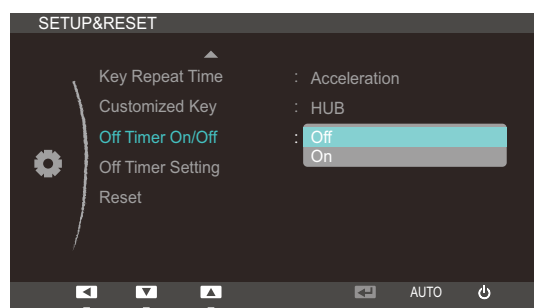 SETUP&RESET
Key Repeat Time : Acceleration
Customized Key : HUB
Off Timer On/Off : Off
On
Off Timer Setting
Reset
AUTO